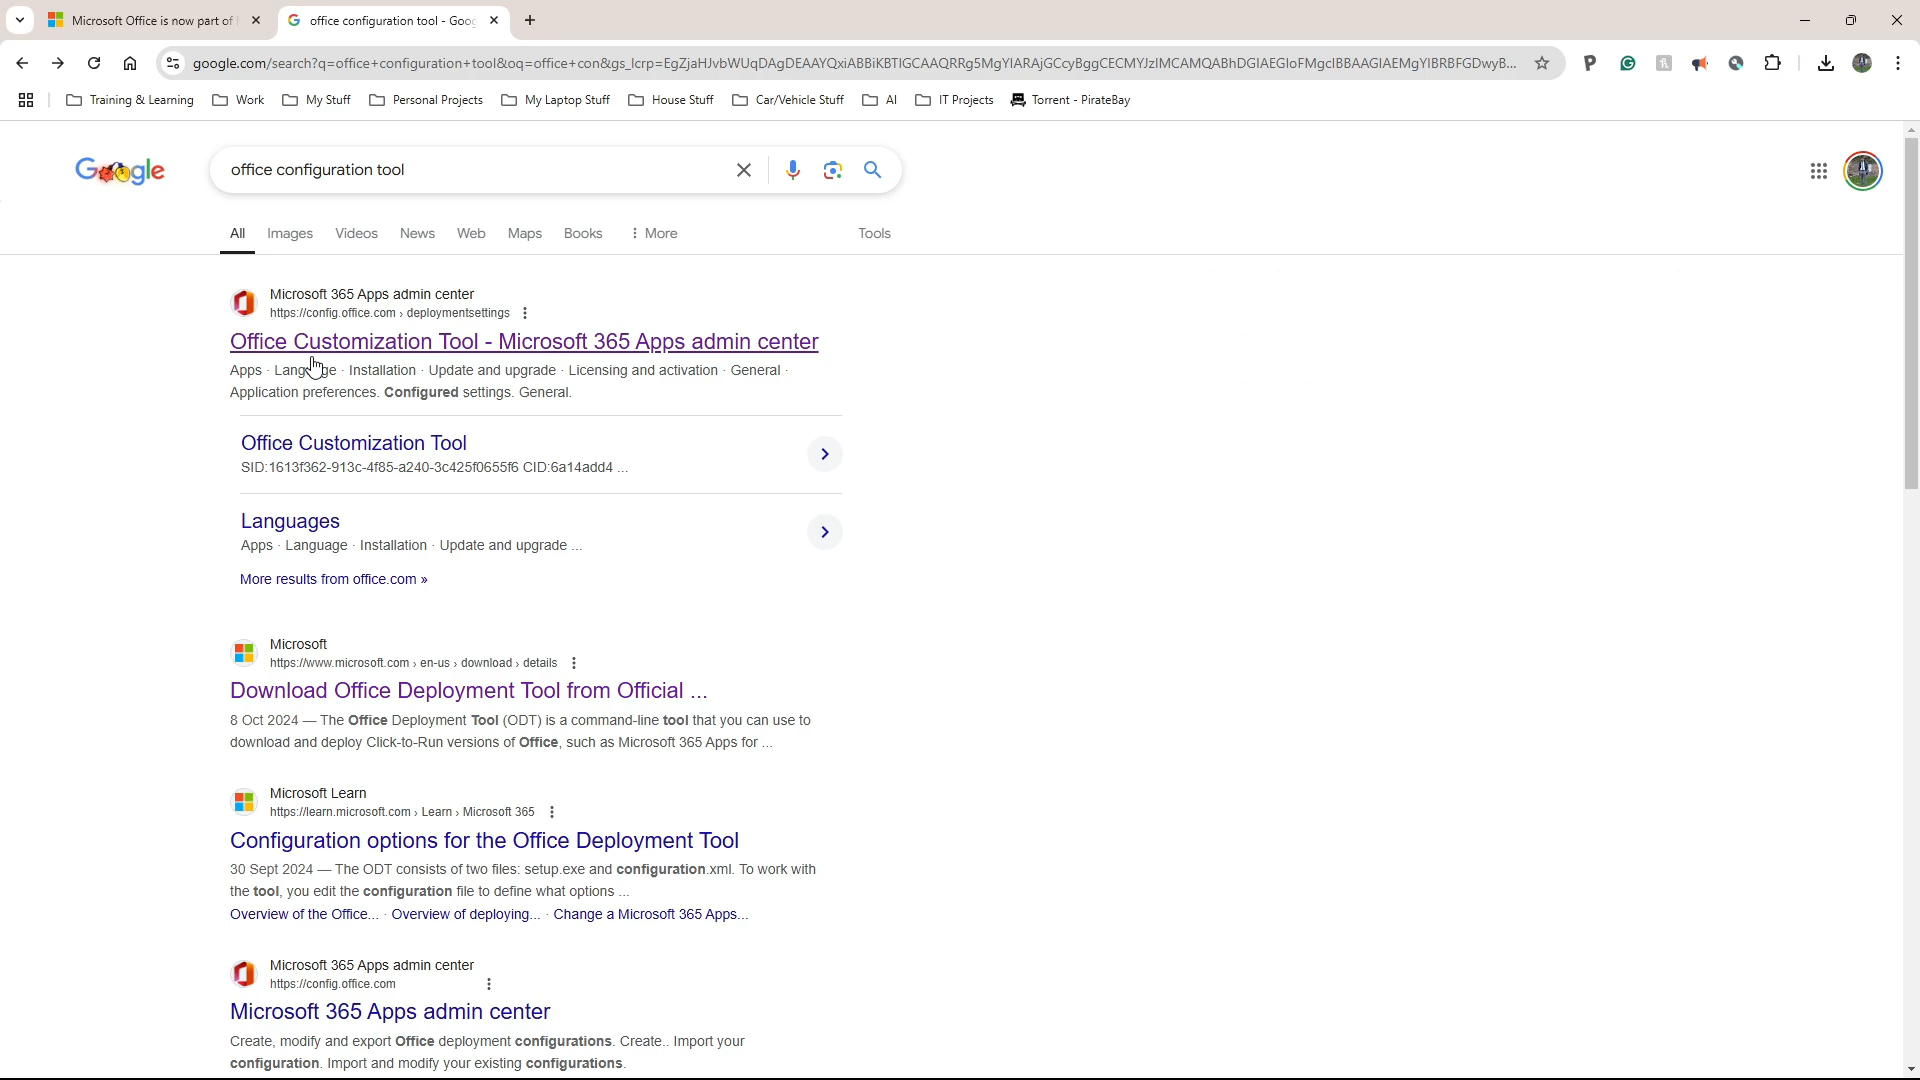 Microsoft Office is now part of
office configuration tool - Goog
google.com/search?q=office+configuration+tool&oq=office+con&gs_lcrp=EgZjaHJvbWUqDAgDEAAYQxiABBiKBTIGCAAQRRg5MgYIARAjGCcyBggCECMYJzIMCAMQABhDGIAEGIoFMgcIBBAAGIAEMgYIBRBFGDwyB...
Training & Learning
Work
My Stuff
Personal Projects
My Laptop Stuff
House Stuff
Car/Vehicle Stuff
AI
IT Projects
Torrent - PirateBay
Google
office configuration tool
All
Images
Videos
News
Web
Maps
Books
More
Tools
Microsoft 365 Apps admin center
https://config.office.com › deploymentsettings
Office Customization Tool - Microsoft 365 Apps admin center
Apps · Language · Installation · Update and upgrade · Licensing and activation · General ·
Application preferences. Configured settings. General.
Office Customization Tool
SID:1613f362-913c-4f85-a240-3c425f0655f6 CID:6a14add4 ...
Languages
Apps · Language · Installation · Update and upgrade ...
More results from office.com »
Microsoft
https://www.microsoft.com › en-us › download › details
Download Office Deployment Tool from Official ...
8 Oct 2024 — The Office Deployment Tool (ODT) is a command-line tool that you can use to
download and deploy Click-to-Run versions of Office, such as Microsoft 365 Apps for ...
Microsoft Learn
https://learn.microsoft.com › Learn › Microsoft 365
Configuration options for the Office Deployment Tool
30 Sept 2024 — The ODT consists of two files: setup.exe and configuration.xml. To work with
the tool, you edit the configuration file to define what options ...
Overview of the Office... · Overview of deploying... · Change a Microsoft 365 Apps...
Microsoft 365 Apps admin center
https://config.office.com
Microsoft 365 Apps admin center
Create, modify and export Office deployment configurations. Create.. Import your
configuration. Import and modify your existing configurations.